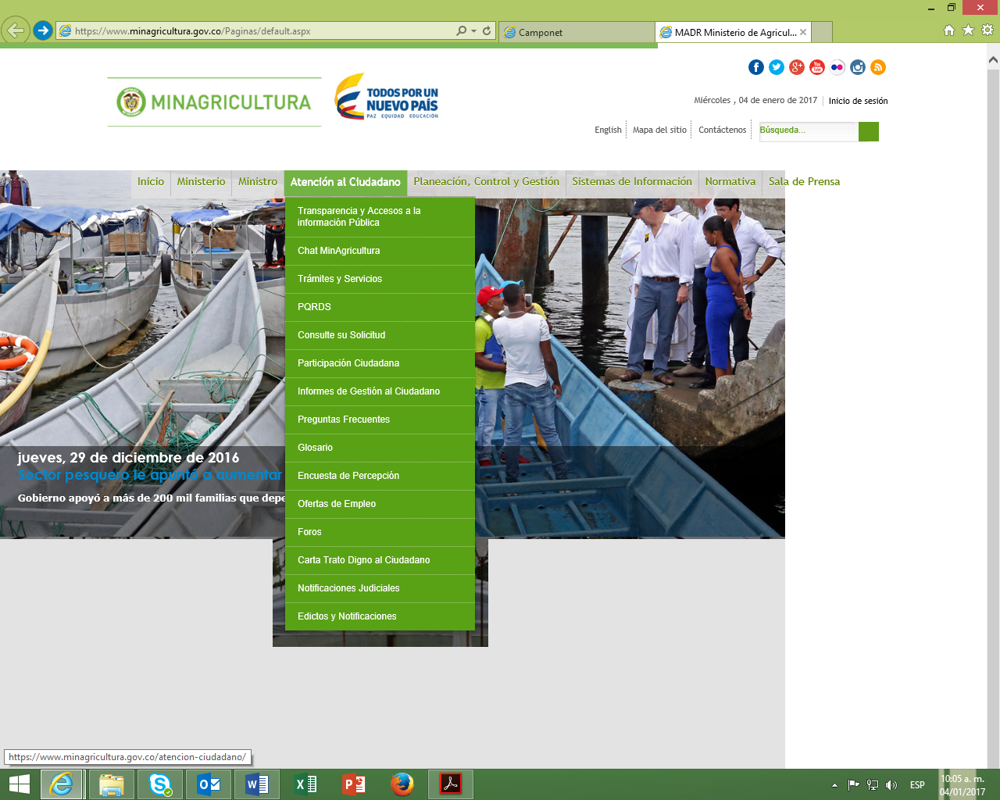 https://www.minagricultura.gov.co/Paginas/default.aspx
Camponet
MADR Ministerio de Agricul...
MINAGRICULTURA
TODOS POR UN
NUEVO PAÍS
PAZ EQUIDAD EDUCACIÓN
Miércoles , 04 de enero de 2017
Inicio de sesión
English
Mapa del sitio
Contáctenos
Búsqueda...
Inicio
Ministerio
Ministro
Atención al Ciudadano
Planeación, Control y Gestión
Sistemas de Información
Normativa
Sala de Prensa
Transparencia y Accesos a la
información Pública
Chat MinAgricultura
Trámites y Servicios
PQRDS
Consulte su Solicitud
Participación Ciudadana
Informes de Gestión al Ciudadano
Preguntas Frecuentes
Glosario
Encuesta de Percepción
Ofertas de Empleo
Foros
Carta Trato Digno al Ciudadano
Notificaciones Judiciales
Edictos y Notificaciones
jueves, 29 de diciembre de 2016
Sector pesquero le apuntó a aumentar
Gobierno apoyó a más de 200 mil familias que depe
https://www.minagricultura.gov.co/atencion-ciudadano/
ESP
10:05 a. m.
04/01/2017